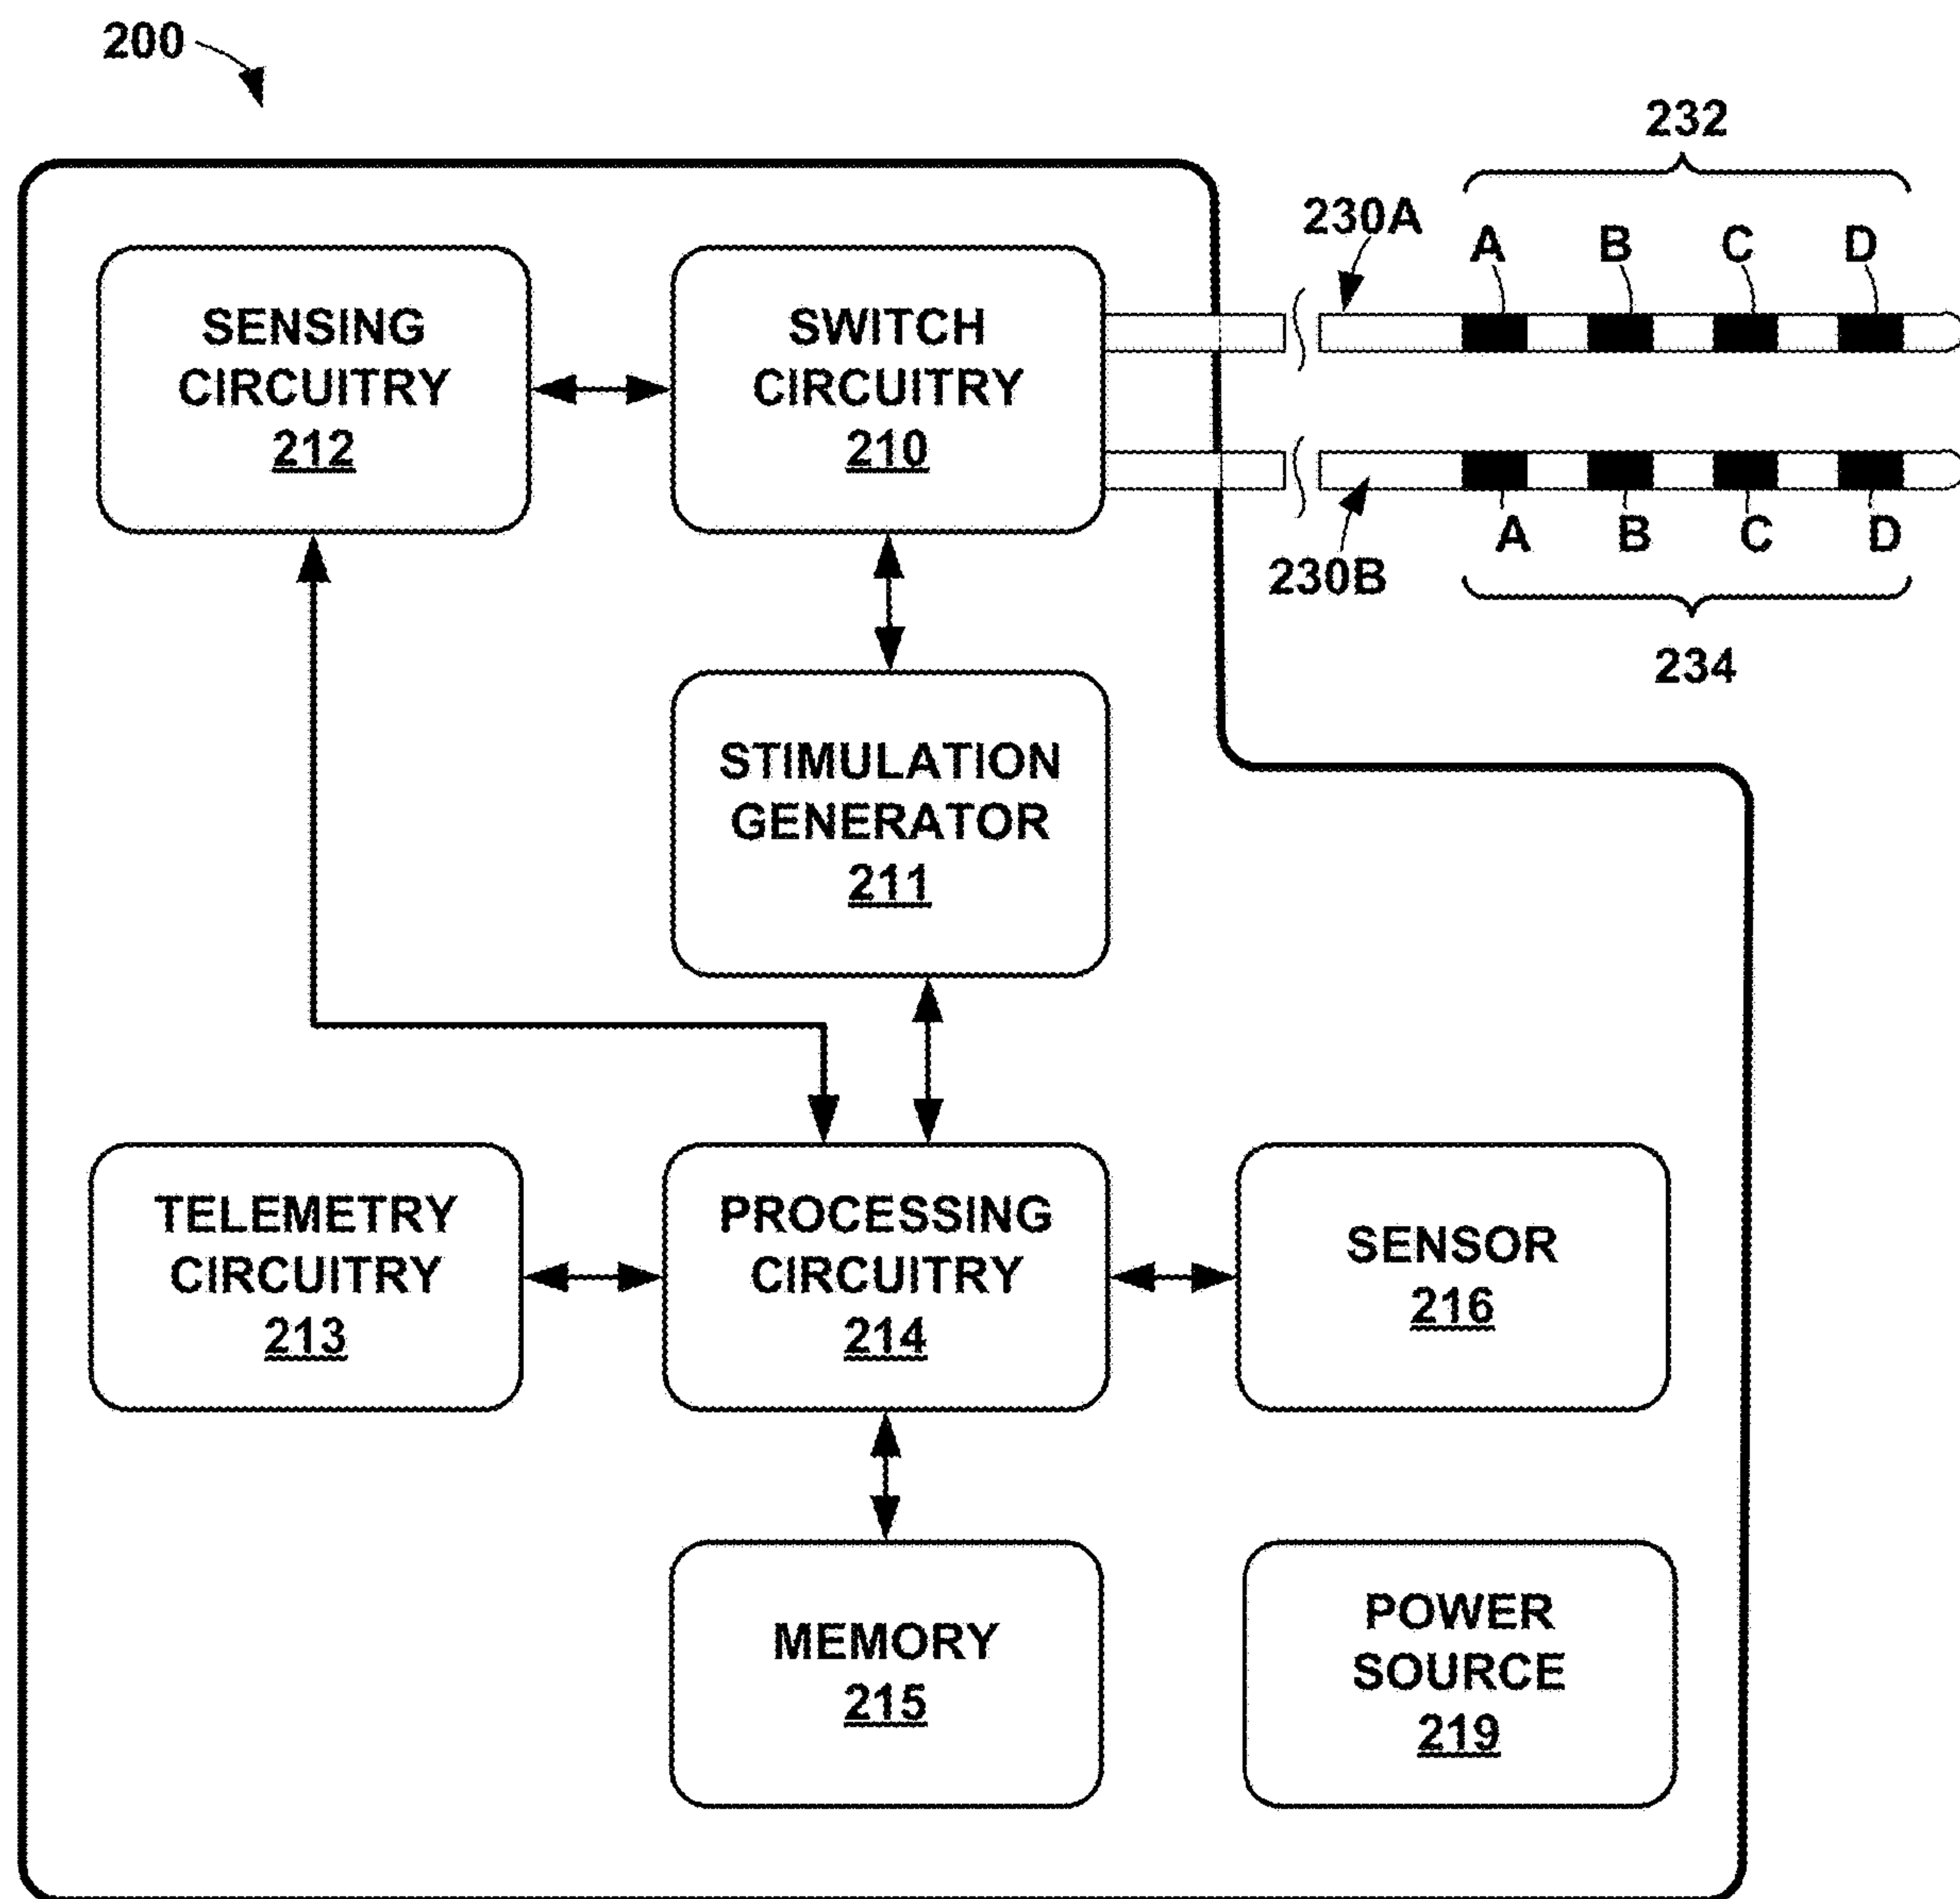 200
232
230A
A B C D
SENSING
CIRCUITRY
212
SWITCH
CIRCUITRY
210
A B C D
230B
234
STIMULATION
GENERATOR
211
TELEMETRY
CIRCUITRY
213
PROCESSING
CIRCUITRY
214
SENSOR
216
MEMORY
215
POWER
SOURCE
219